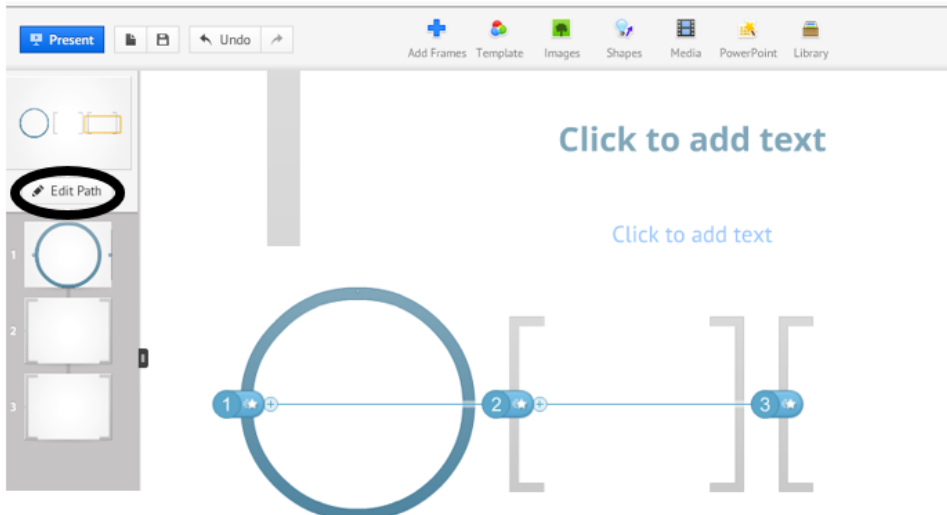 Present
Undo
Add Frames Template Images Shapes Media PowerPoint Library
Edit Path
1
2
3
Click to add text
Click to add text
1 2 3